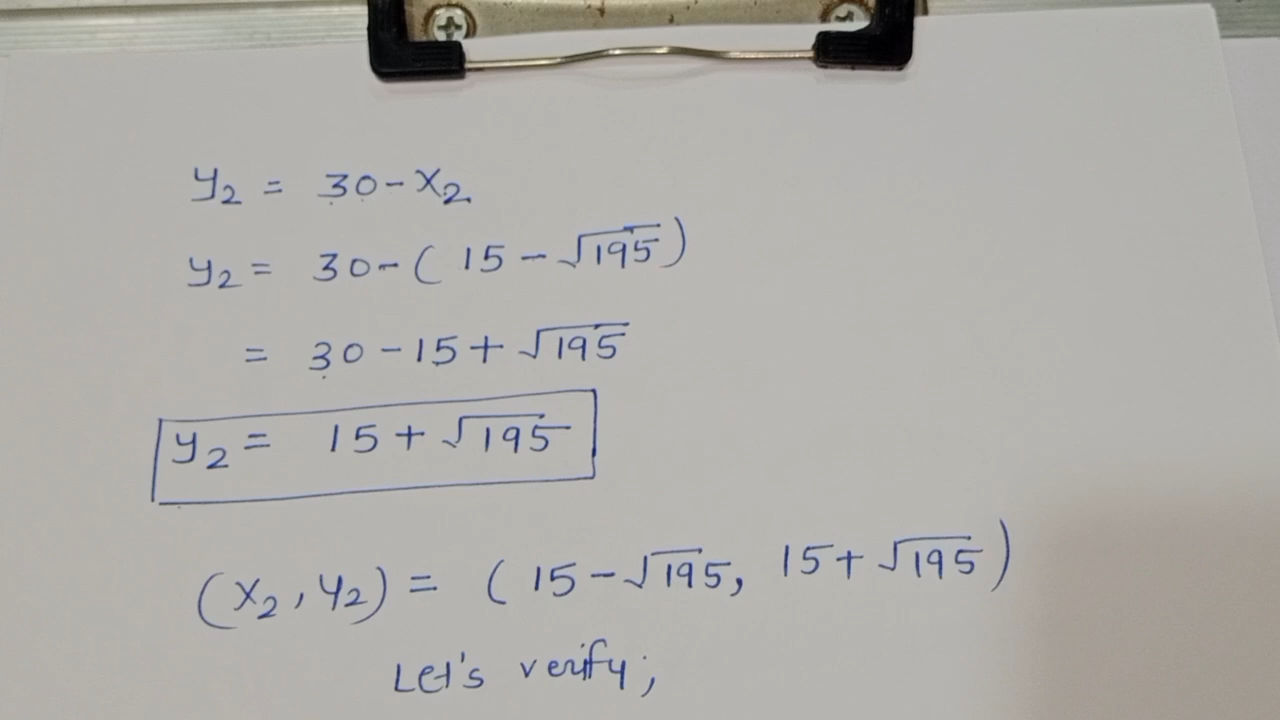 y₂ = 30 - x₂
y₂ = 30 - ( 15 - √195 )
= 30 - 15 + √195
y₂ = 15 + √195
(x₂, y₂) = ( 15 - √195, 15 + √195 )
Let's verify;